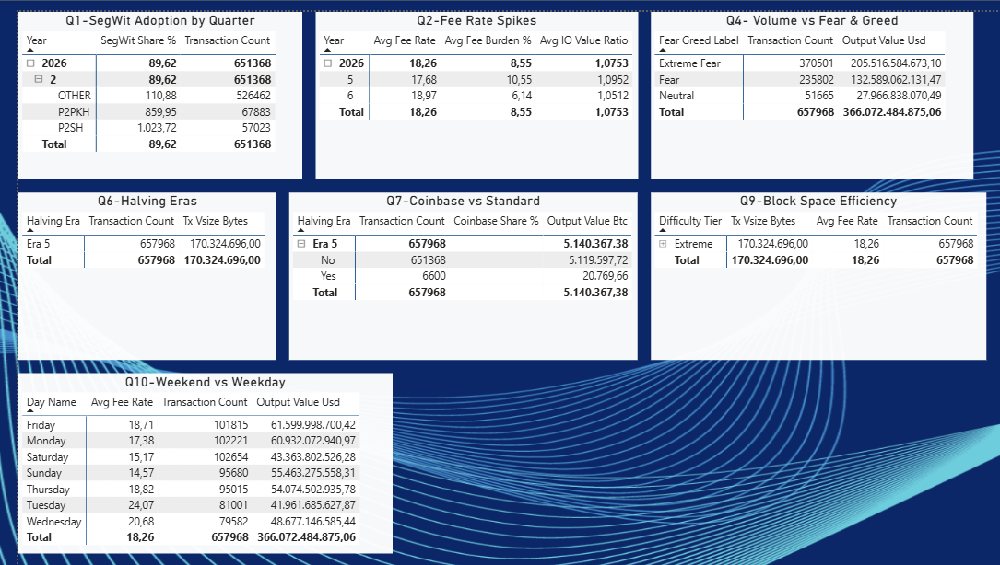 Q1-SegWit Adoption by Quarter
Year SegWit Share % Transaction Count
2026 89,62 651368
2 89,62 651368
OTHER 110,88 526462
P2PKH 859,95 67883
P2SH 1.023,72 57023
Total 89,62 651368
Q2-Fee Rate Spikes
Year Avg Fee Rate Avg Fee Burden % Avg IO Value Ratio
2026 18,26 8,55 1,0753
5 17,68 10,55 1,0952
6 18,97 6,14 1,0512
Total 18,26 8,55 1,0753
Q4- Volume vs Fear & Greed
Fear Greed Label Transaction Count Output Value Usd
Extreme Fear 370501 205.516.584.673,10
Fear 235802 132.589.062.131,47
Neutral 51665 27.966.838.070,49
Total 657968 366.072.484.875,06
Q6-Halving Eras
Halving Era Transaction Count Tx Vsize Bytes
Era 5 657968 170.324.696,00
Total 657968 170.324.696,00
Q7-Coinbase vs Standard
Halving Era Transaction Count Coinbase Share % Output Value Btc
Era 5 657968 5.140.367,38
No 651368 5.119.597,72
Yes 6600 20.769,66
Total 657968 5.140.367,38
Q9-Block Space Efficiency
Difficulty Tier Tx Vsize Bytes Avg Fee Rate Transaction Count
Extreme 170.324.696,00 18,26 657968
Total 170.324.696,00 18,26 657968
Q10-Weekend vs Weekday
Day Name Avg Fee Rate Transaction Count Output Value Usd
Friday 18,71 101815 61.599.998.700,42
Monday 17,38 102221 60.932.072.940,97
Saturday 15,17 102654 43.363.802.526,28
Sunday 14,57 95680 55.463.275.558,31
Thursday 18,82 95015 54.074.502.935,78
Tuesday 24,07 81001 41.961.685.627,87
Wednesday 20,68 79582 48.677.146.585,44
Total 18,26 657968 366.072.484.875,06